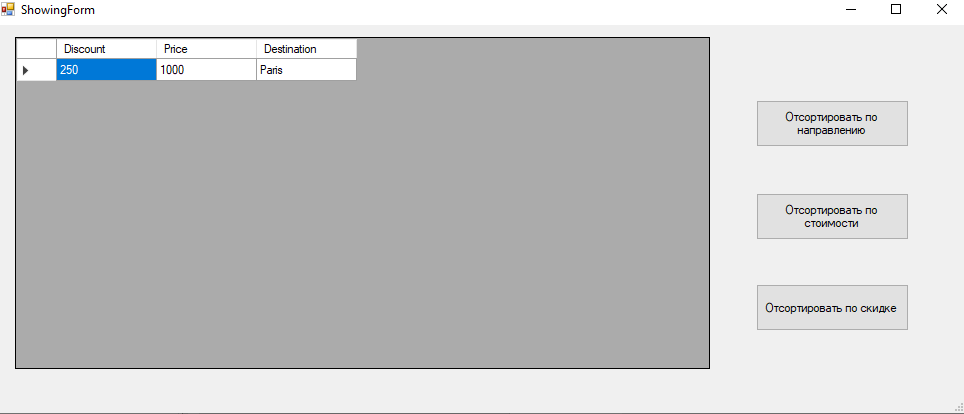 ShowingForm
Discount Price Destination
250 1000 Paris
Отсортировать по
направлению
Отсортировать по
стоимости
Отсортировать по скидке